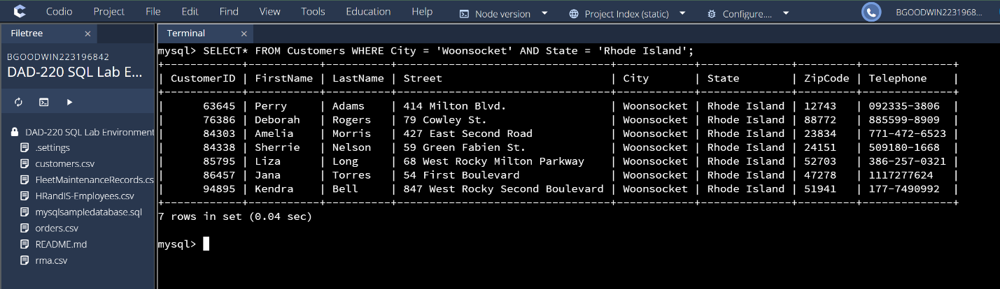 Codio Project File Edit Find View Tools Education Help Node version Project Index (static) Configure.... BGOODWIN2231968...
Filetree × Terminal ×
BGOODWIN223196842
DAD-220 SQL Lab E...
DAD-220 SQL Lab Environment
.settings
customers.csv
FleetMaintenanceRecords.cs
HRandIS-Employees.csv
mysqlsampledatabase.sql
orders.csv
README.md
rma.csv
mysql> SELECT* FROM Customers WHERE City = 'Woonsocket' AND State = 'Rhode Island';
+------------+-----------+----------+--------------------------------+------------+--------------+---------+--------------+
| CustomerID | FirstName | LastName | Street                         | City       | State        | ZipCode | Telephone    |
+------------+-----------+----------+--------------------------------+------------+--------------+---------+--------------+
|      63645 | Perry     | Adams    | 414 Milton Blvd.               | Woonsocket | Rhode Island | 12743   | 092335-3806  |
|      76386 | Deborah   | Rogers   | 79 Cowley St.                  | Woonsocket | Rhode Island | 88772   | 885599-8909  |
|      84303 | Amelia    | Morris   | 427 East Second Road           | Woonsocket | Rhode Island | 23834   | 771-472-6523 |
|      84338 | Sherrie   | Nelson   | 59 Green Fabien St.            | Woonsocket | Rhode Island | 24151   | 509180-1668  |
|      85795 | Liza      | Long     | 68 West Rocky Milton Parkway   | Woonsocket | Rhode Island | 52703   | 386-257-0321 |
|      86457 | Jana      | Torres   | 54 First Boulevard             | Woonsocket | Rhode Island | 47278   | 1117277624   |
|      94895 | Kendra    | Bell     | 847 West Rocky Second Boulevard | Woonsocket | Rhode Island | 51941   | 177-7490992  |
+------------+-----------+----------+--------------------------------+------------+--------------+---------+--------------+
7 rows in set (0.04 sec)
mysql>